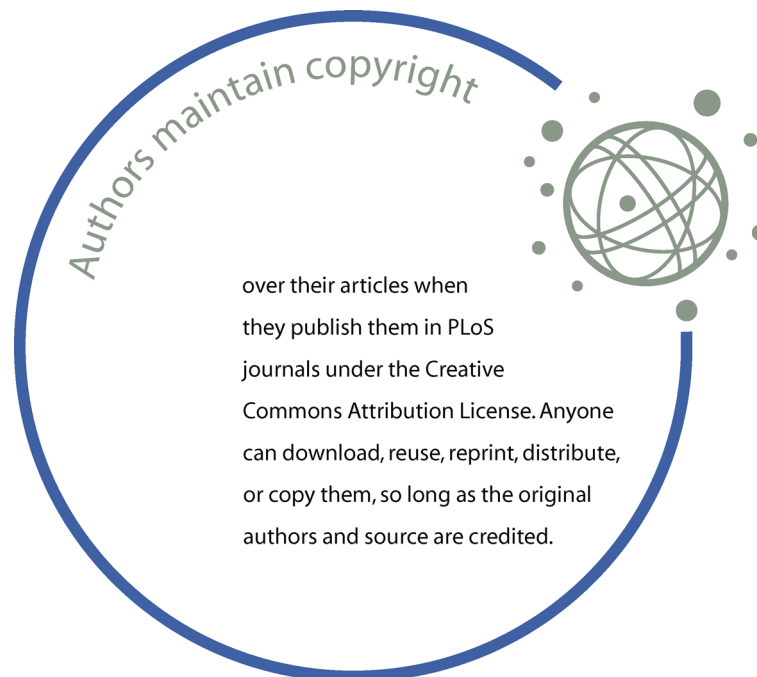 Authors maintain copyright
over their articles when
they publish them in PLoS
journals under the Creative
Commons Attribution License. Anyone
can download, reuse, reprint, distribute,
or copy them, so long as the original
authors and source are credited.